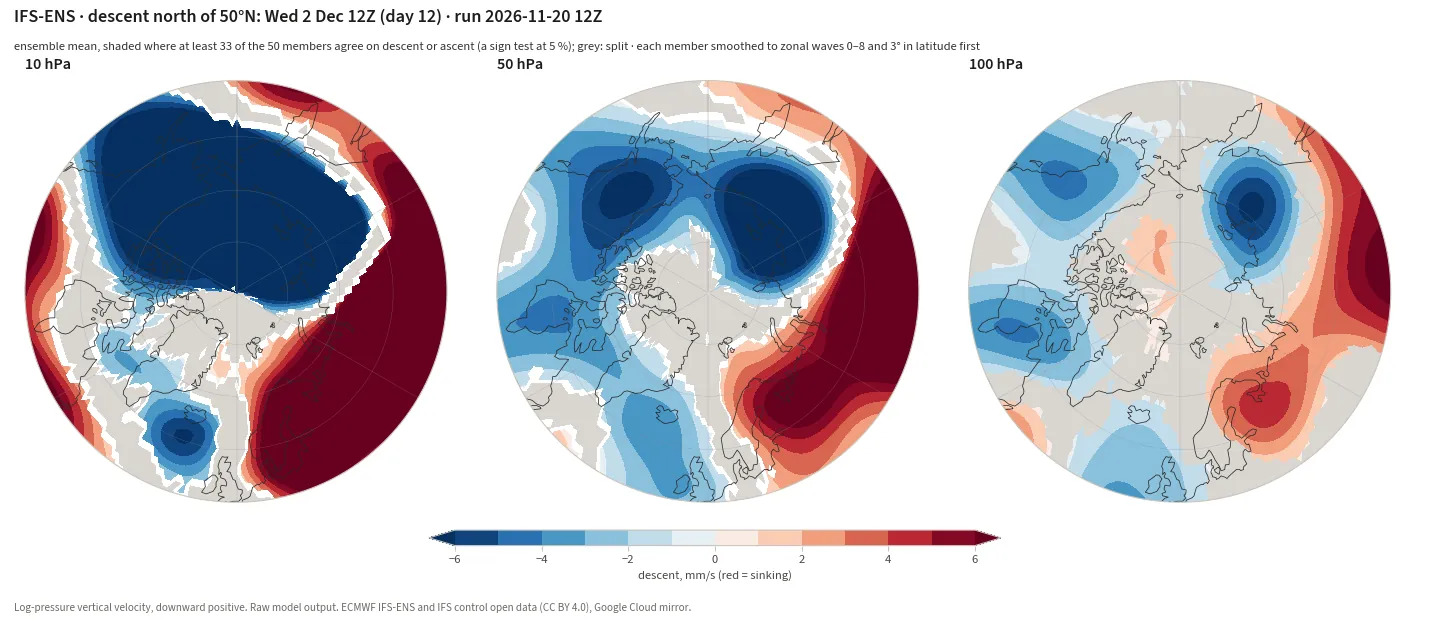 IFS-ENS · descent north of 50°N: Wed 2 Dec 12Z (day 12) · run 2026-11-20 12Z
ensemble mean, shaded where at least 33 of the 50 members agree on descent or ascent (a sign test at 5 %); grey: split · each member smoothed to zonal waves 0–8 and 3° in latitude first
10 hPa
50 hPa
100 hPa
−6 −4 −2 0 2 4 6
descent, mm/s (red = sinking)
Log-pressure vertical velocity, downward positive. Raw model output. ECMWF IFS-ENS and IFS control open data (CC BY 4.0), Google Cloud mirror.